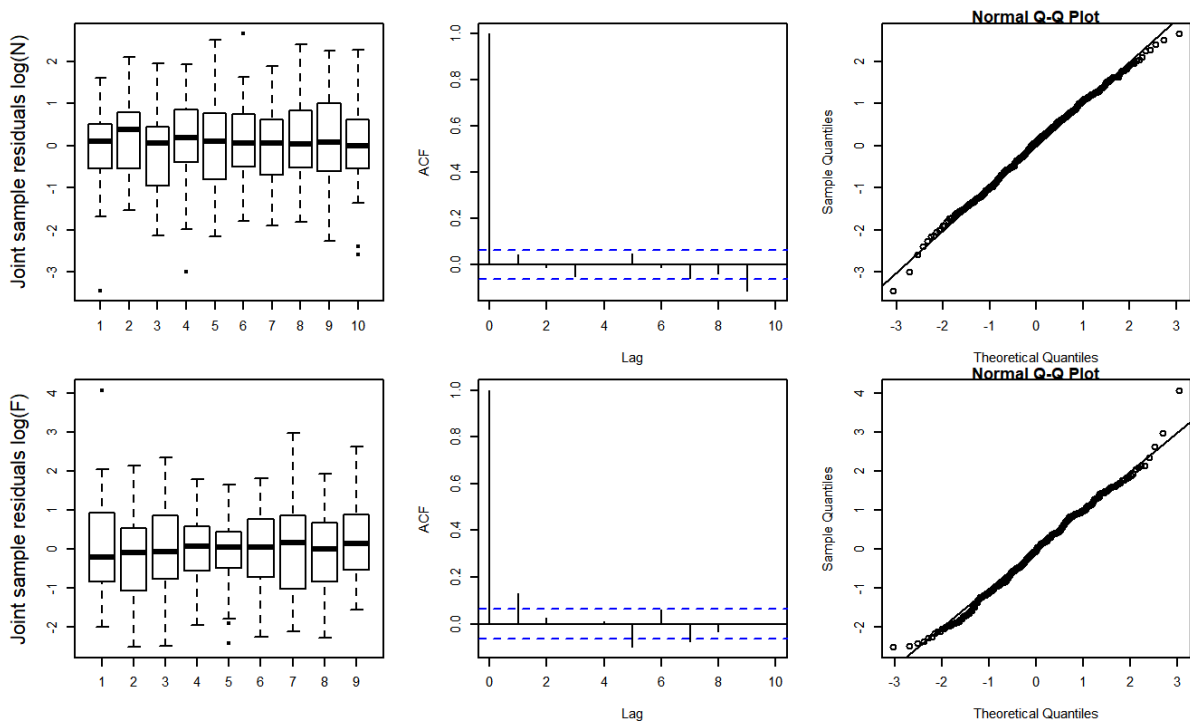 Joint sample residuals log(N)
2
1
0
-1
-2
-3
1 2 3 4 5 6 7 8 9 10
ACF
1.0
0.8
0.6
0.4
0.2
0.0
0 2 4 6 8 10
Lag
Normal Q-Q Plot
Sample Quantiles
2
1
0
-1
-2
-3
-3 -2 -1 0 1 2 3
Theoretical Quantiles
Joint sample residuals log(F)
4
3
2
1
0
-1
-2
1 2 3 4 5 6 7 8 9
ACF
1.0
0.8
0.6
0.4
0.2
0.0
0 2 4 6 8 10
Lag
Normal Q-Q Plot
Sample Quantiles
4
3
2
1
0
-1
-2
-3 -2 -1 0 1 2 3
Theoretical Quantiles